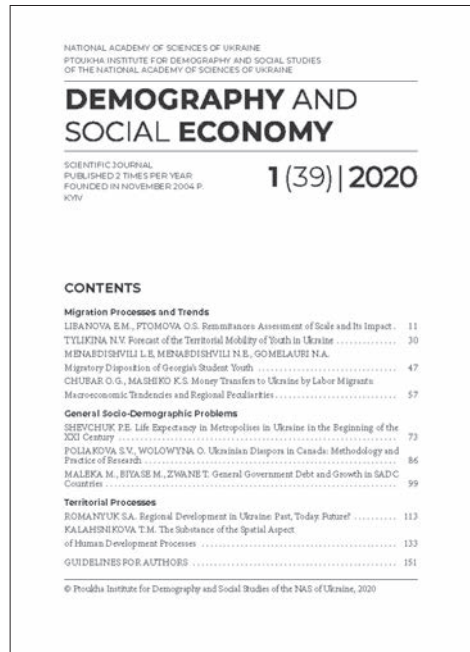 NATIONAL ACADEMY OF SCIENCES OF UKRAINE
PTOUKHA INSTITUTE FOR DEMOGRAPHY AND SOCIAL STUDIES
OF THE NATIONAL ACADEMY OF SCIENCES OF UKRAINE
DEMOGRAPHY AND
SOCIAL ECONOMY
SCIENTIFIC JOURNAL
PUBLISHED 2 TIMES PER YEAR
FOUNDED IN NOVEMBER 2004 P.
KYIV
1 (39) | 2020
CONTENTS
Migration Processes and Trends
LIBANOVA E.M., PTOMOVA O.S. Remmitances: Assessment of Scale and Its Impact . 11
TYLIKINA N.V. Forecast of the Territorial Mobility of Youth in Ukraine . . . . . . . . . . . . . 30
MENABDISHVILI L.E, MENABDISHVILI N.E., GOMELAURI N.A.
Migratory Disposition of Georgia's Student Youth . . . . . . . . . . . . . . . . . . . . . 47
CHUBAR O.G., MASHIKO K.S. Money Transfers to Ukraine by Labor Migrants
Macroeconomic Tendencies and Regional Peculiarities . . . . . . . . . . . . . . . . . . . . . 57
General Socio-Demographic Problems
SHEVCHUK P.E. Life Expectancy in Metropolises in Ukraine in the Beginning of the
XXI Century . . . . . . . . . . . . . . . . . . . . . 73
POLIAKOVA S.V., WOLOWYNA O. Ukrainian Diaspora in Canada: Methodology and
Practice of Research . . . . . . . . . . . . . . . . . . . . . 86
MALEKA M., BIYASE M., ZWANE T. General Government Debt and Growth in SADC
Countries . . . . . . . . . . . . . . . . . . . . . 99
Territorial Processes
ROMANYUK S.A. Regional Development in Ukraine: Past, Today. Future? . . . . . . . . . . 113
KALAHSNIKOVA T.M. The Substance of the Spatial Aspect
of Human Development Processes . . . . . . . . . . . . . . . . . . . . . 133
GUIDELINES FOR AUTHORS . . . . . . . . . . . . . . . . . . . . . 151
© Ptoukha Institute for Demography and Social Studies of the NAS of Ukraine, 2020